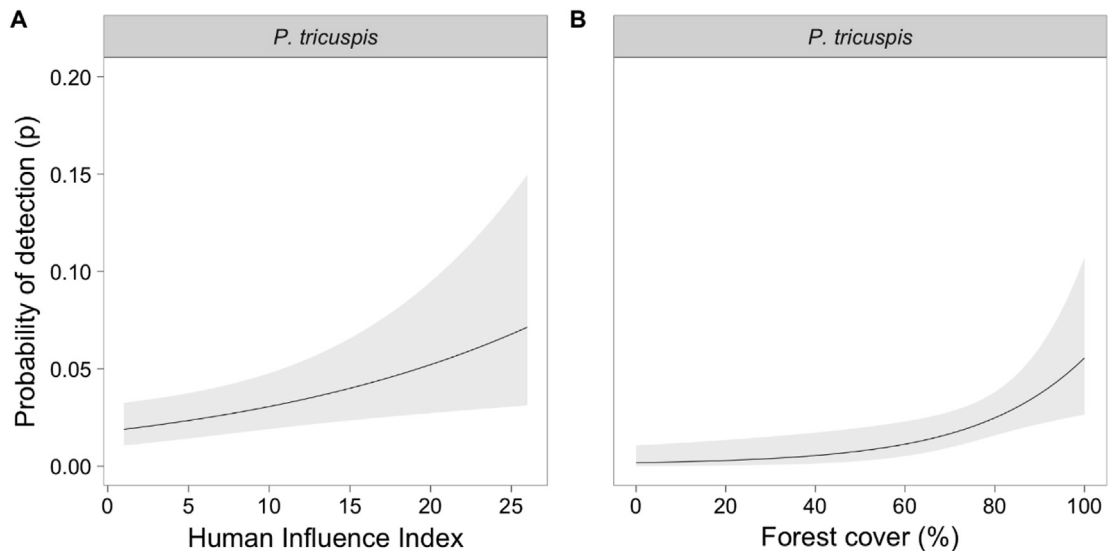 A
P. tricuspis
B
P. tricuspis
Probability of detection (p)
0.20
0.15
0.10
0.05
0.00
0 5 10 15 20 25
Human Influence Index
0 20 40 60 80 100
Forest cover (%)